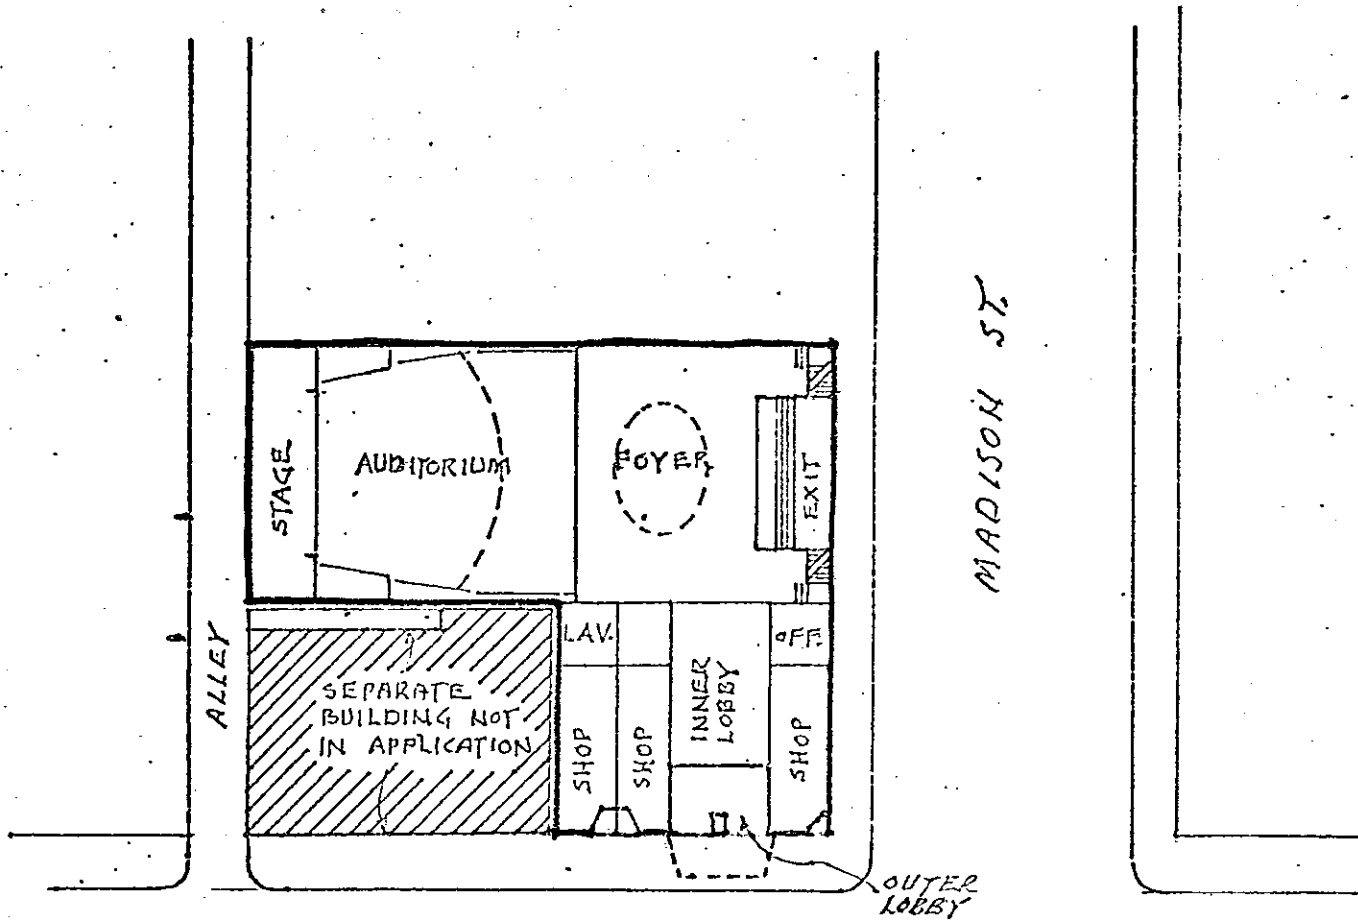 MADISON ST.
STAGE
AUDITORIUM
FOYER
EXIT
ALLEY
LAV.
OFF.
SEPARATE
BUILDING NOT
IN APPLICATION
SHOP
SHOP
INNER
LOBBY
SHOP
OUTER
LOBBY